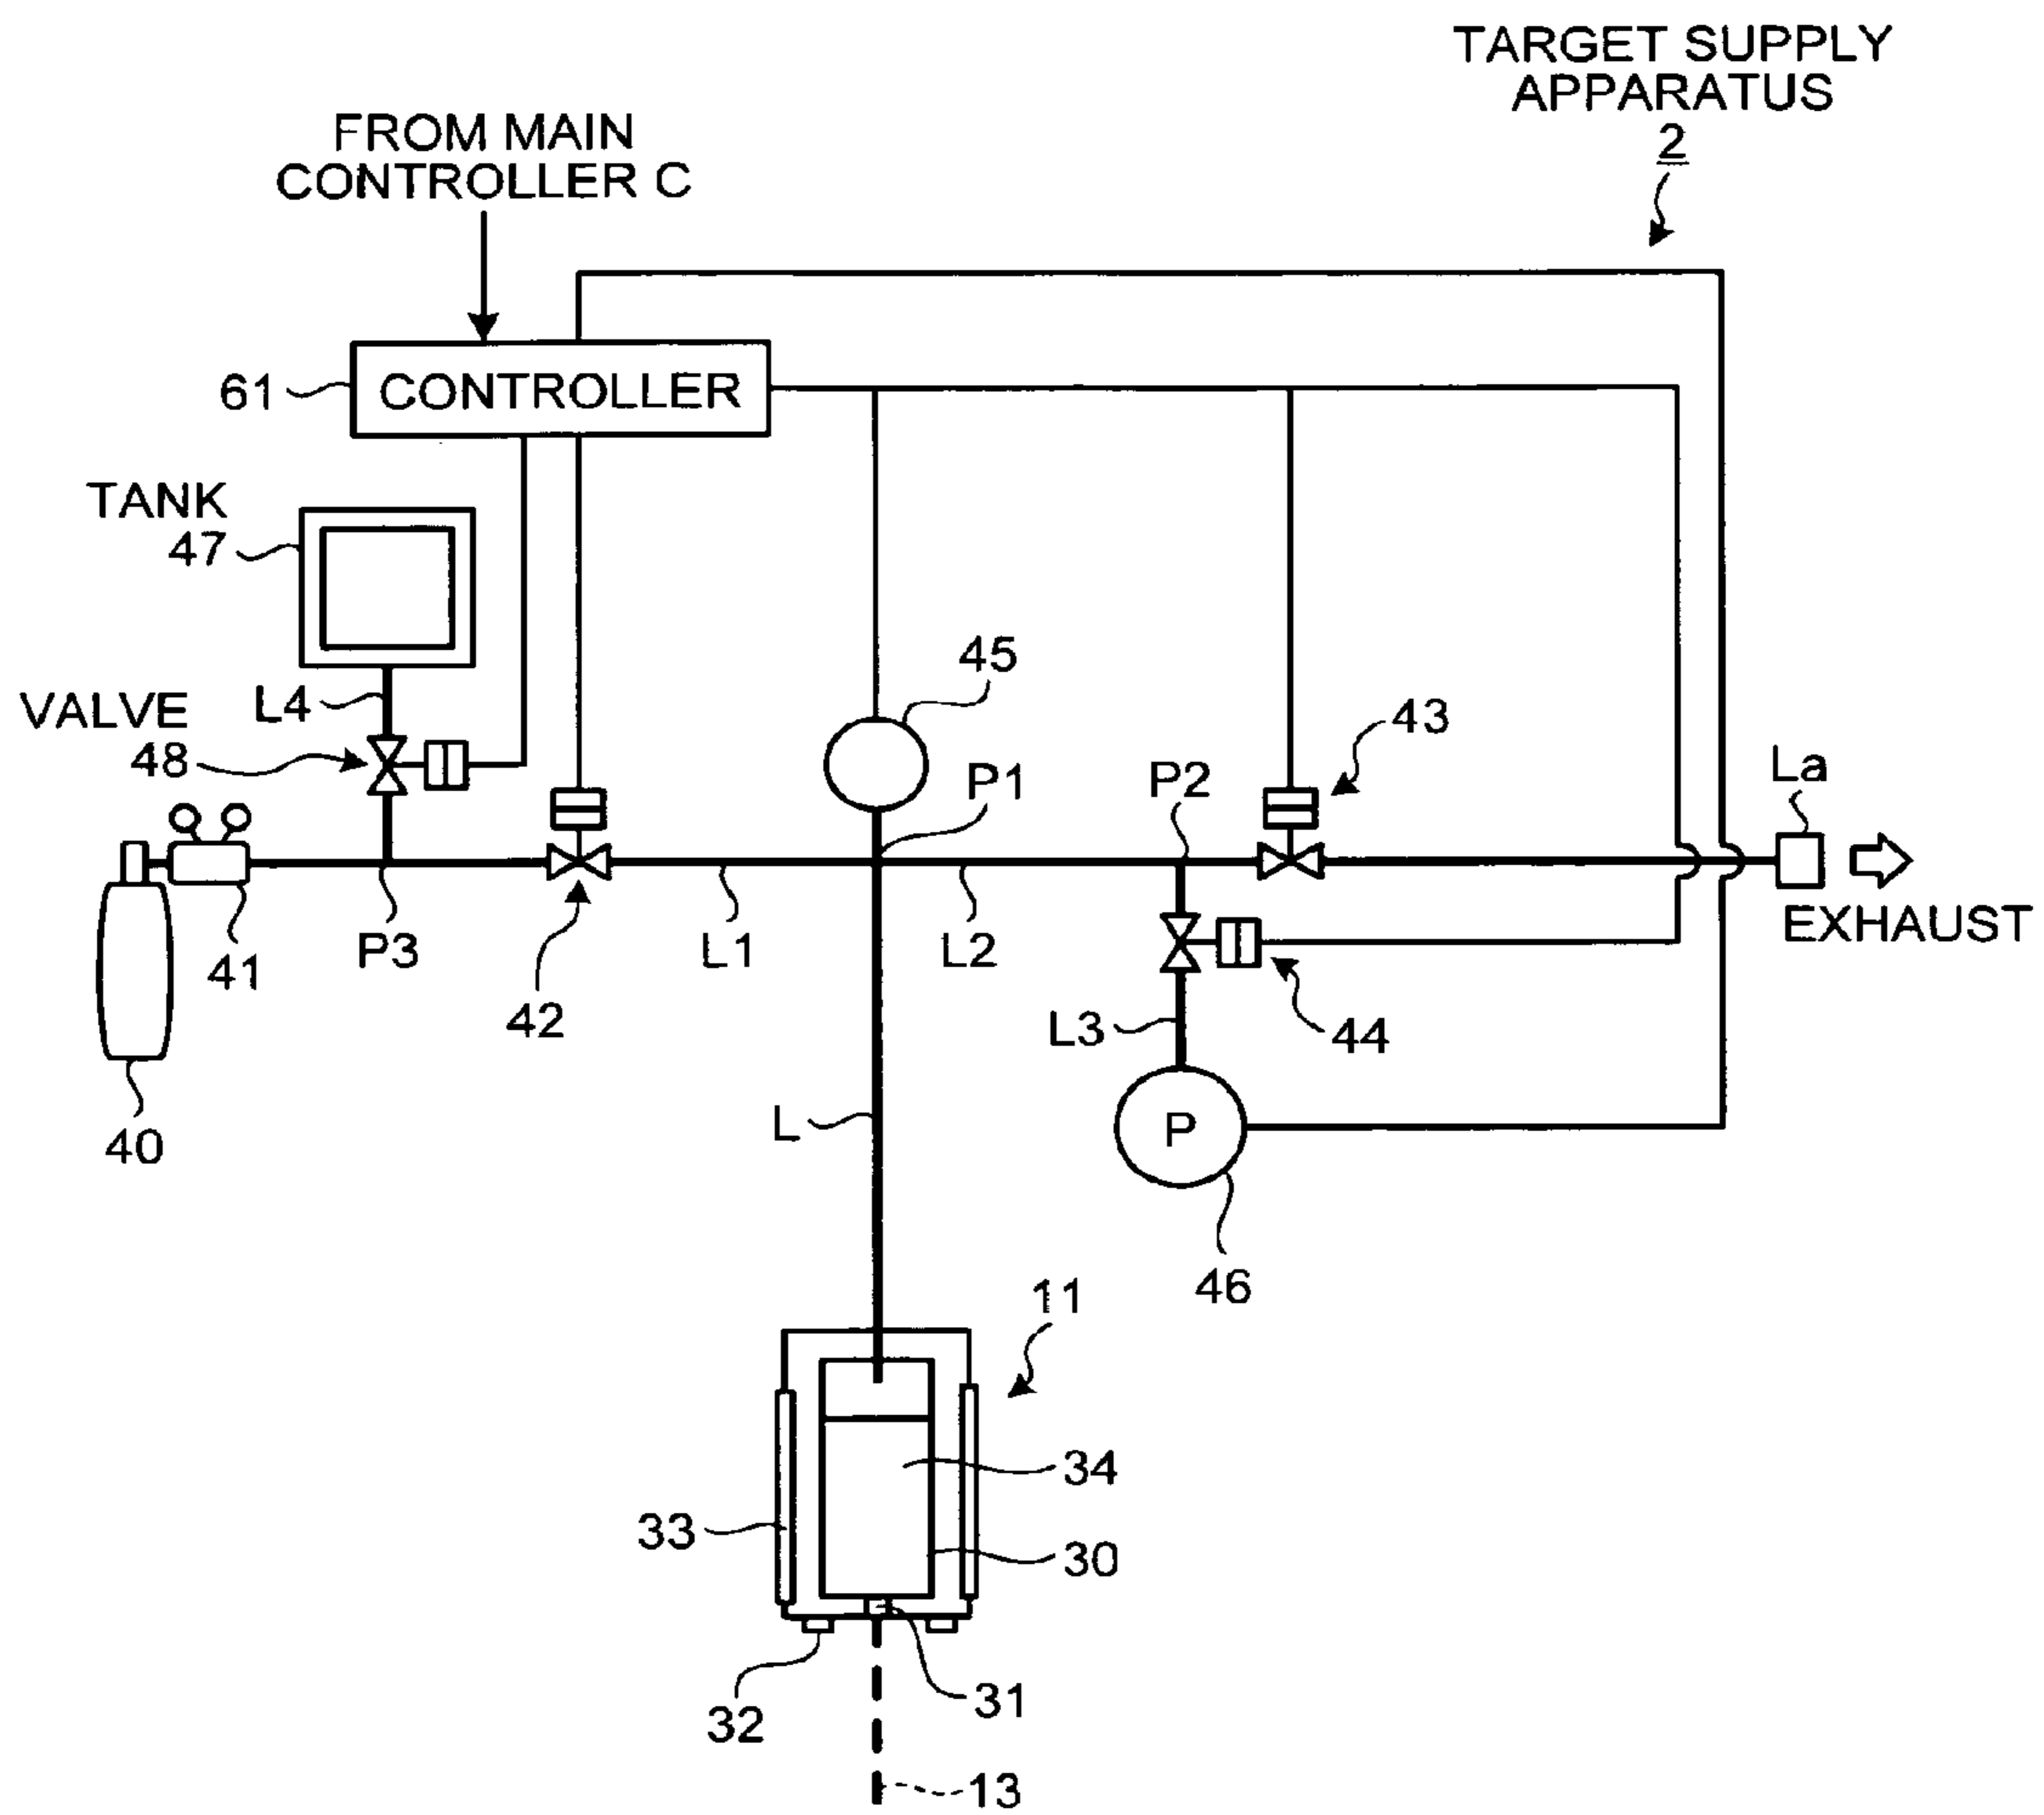 TARGET SUPPLY
APPARATUS
2
FROM MAIN
CONTROLLER C
61
CONTROLLER
TANK
47
45
L4
VALVE
48
43
P1
P2
La
EXHAUST
P3
41
L1
L2
42
L3
44
40
L
P
46
11
34
33
30
31
32
13